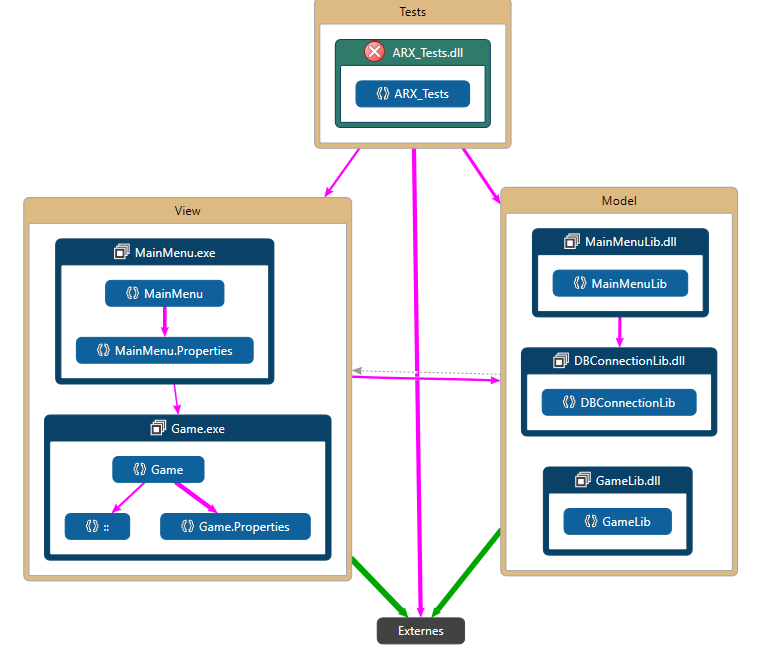 Tests
ARX_Tests.dll
ARX_Tests
View
MainMenu.exe
MainMenu
MainMenu.Properties
Game.exe
Game
::
Game.Properties
Model
MainMenuLib.dll
MainMenuLib
DBConnectionLib.dll
DBConnectionLib
GameLib.dll
GameLib
Externes